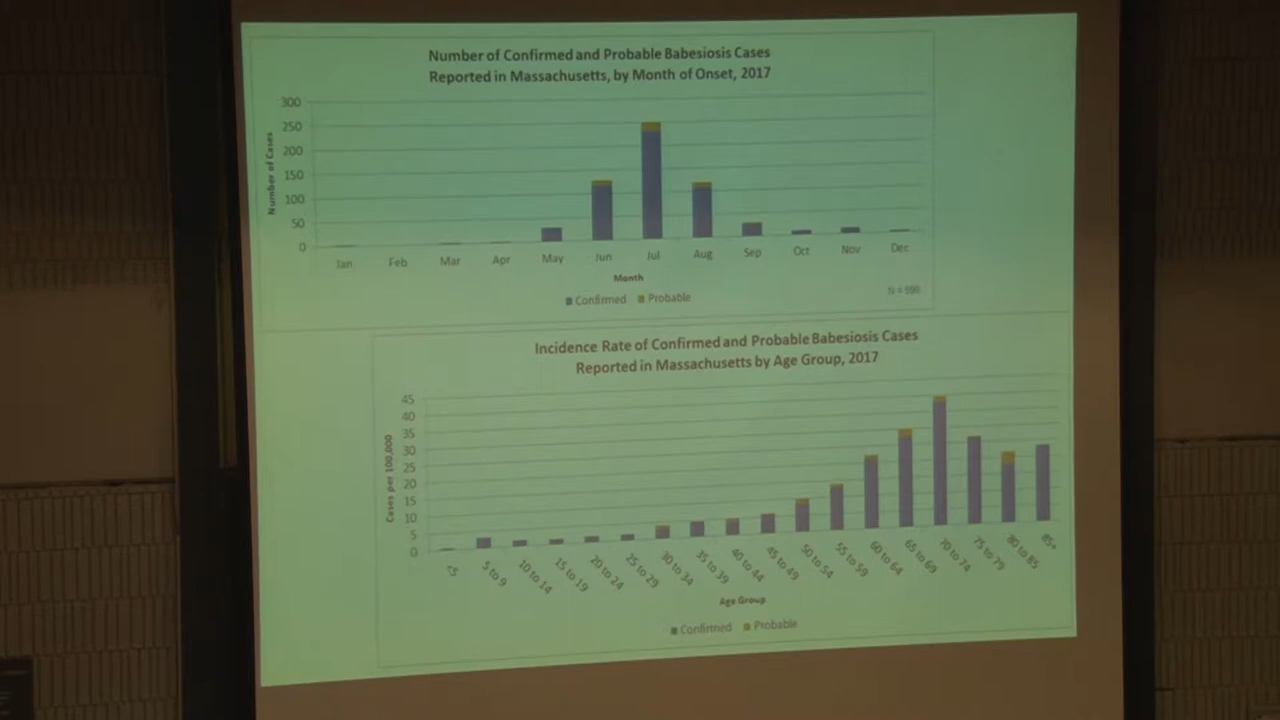 Number of Confirmed and Probable Babesiosis Cases
Reported in Massachusetts, by Month of Onset, 2017
300
250
200
150
100
50
0
Number of Cases
Jan Feb Mar Apr May Jun Jul Aug Sep Oct Nov Dec
Month
Confirmed Probable
N =
Incidence Rate of Confirmed and Probable Babesiosis Cases
Reported in Massachusetts by Age Group, 2017
45
40
35
30
25
20
15
10
5
0
Cases per 100,000
<5 5 to 9 10 to 14 15 to 19 20 to 24 25 to 29 30 to 34 35 to 39 40 to 44 45 to 49 50 to 54 55 to 59 60 to 64 65 to 69 70 to 74 75 to 79 80 to 85 85+
Age Group
Confirmed Probable